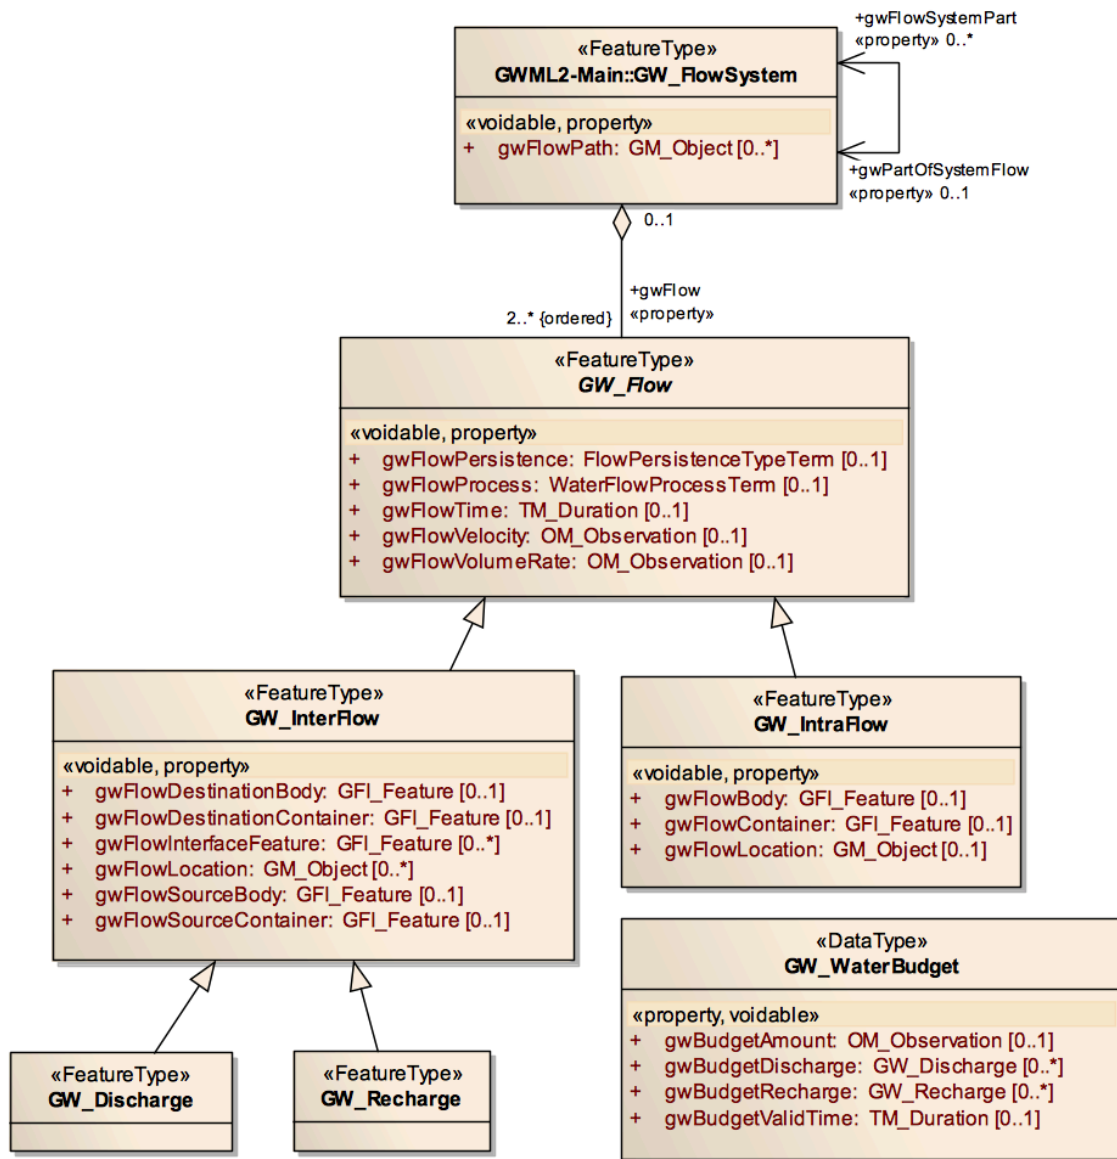 +gwFlowSystemPart
«property» 0..*
«FeatureType»
GWML2-Main::GW_FlowSystem
«voidable, property»
+ gwFlowPath: GM_Object [0..*]
+gwPartOfSystemFlow
«property» 0..1
0..1
+gwFlow
2..* {ordered} «property»
«FeatureType»
GW_Flow
«voidable, property»
+ gwFlowPersistence: FlowPersistenceTypeTerm [0..1]
+ gwFlowProcess: WaterFlowProcessTerm [0..1]
+ gwFlowTime: TM_Duration [0..1]
+ gwFlowVelocity: OM_Observation [0..1]
+ gwFlowVolumeRate: OM_Observation [0..1]
«FeatureType»
GW_InterFlow
«voidable, property»
+ gwFlowDestinationBody: GFI_Feature [0..1]
+ gwFlowDestinationContainer: GFI_Feature [0..1]
+ gwFlowInterfaceFeature: GFI_Feature [0..*]
+ gwFlowLocation: GM_Object [0..*]
+ gwFlowSourceBody: GFI_Feature [0..1]
+ gwFlowSourceContainer: GFI_Feature [0..1]
«FeatureType»
GW_IntraFlow
«voidable, property»
+ gwFlowBody: GFI_Feature [0..1]
+ gwFlowContainer: GFI_Feature [0..1]
+ gwFlowLocation: GM_Object [0..1]
«DataType»
GW_WaterBudget
«property, voidable»
+ gwBudgetAmount: OM_Observation [0..1]
+ gwBudgetDischarge: GW_Discharge [0..*]
+ gwBudgetRecharge: GW_Recharge [0..*]
+ gwBudgetValidTime: TM_Duration [0..1]
«FeatureType»
GW_Discharge
«FeatureType»
GW_Recharge